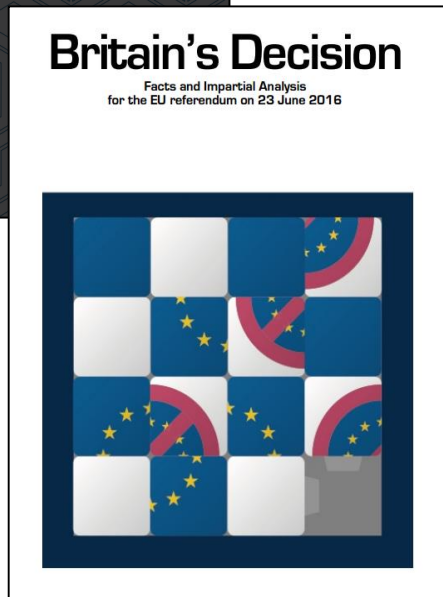 Britain's Decision
Facts and Impartial Analysis
for the EU referendum on 23 June 2016